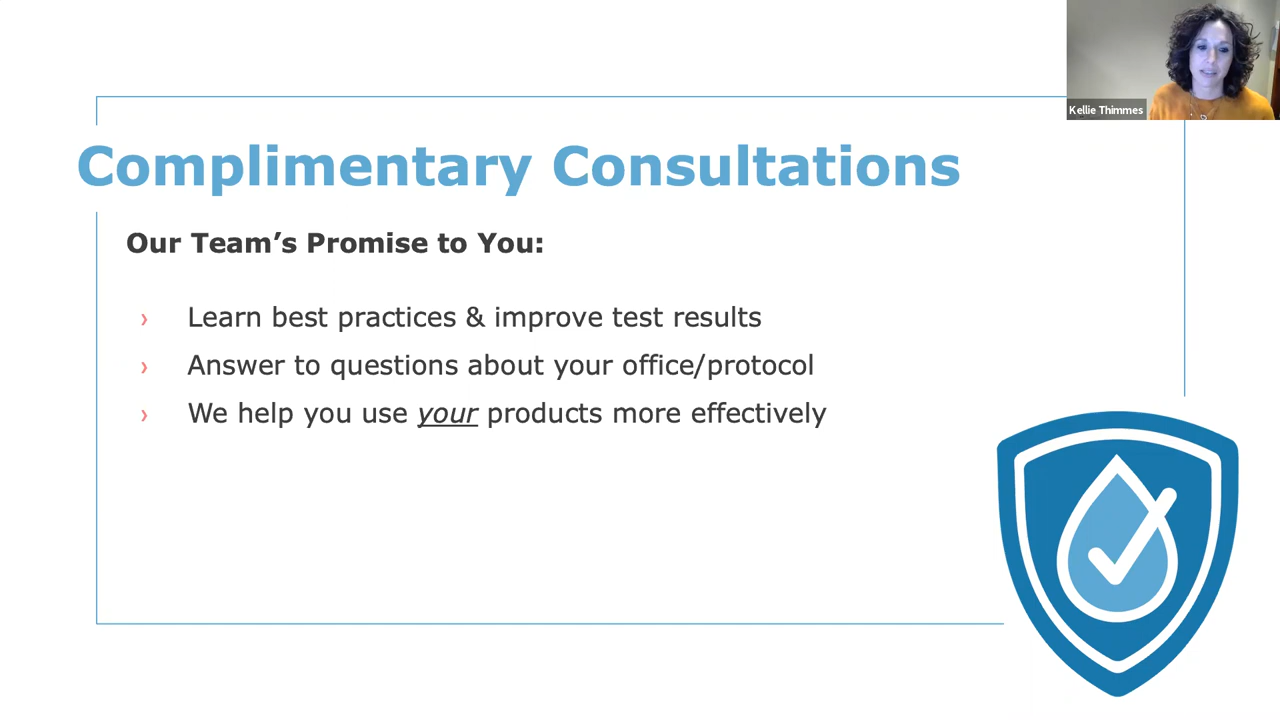 Kellie Thimmes
Complimentary Consultations
Our Team’s Promise to You:
› Learn best practices & improve test results
› Answer to questions about your office/protocol
› We help you use your products more effectively